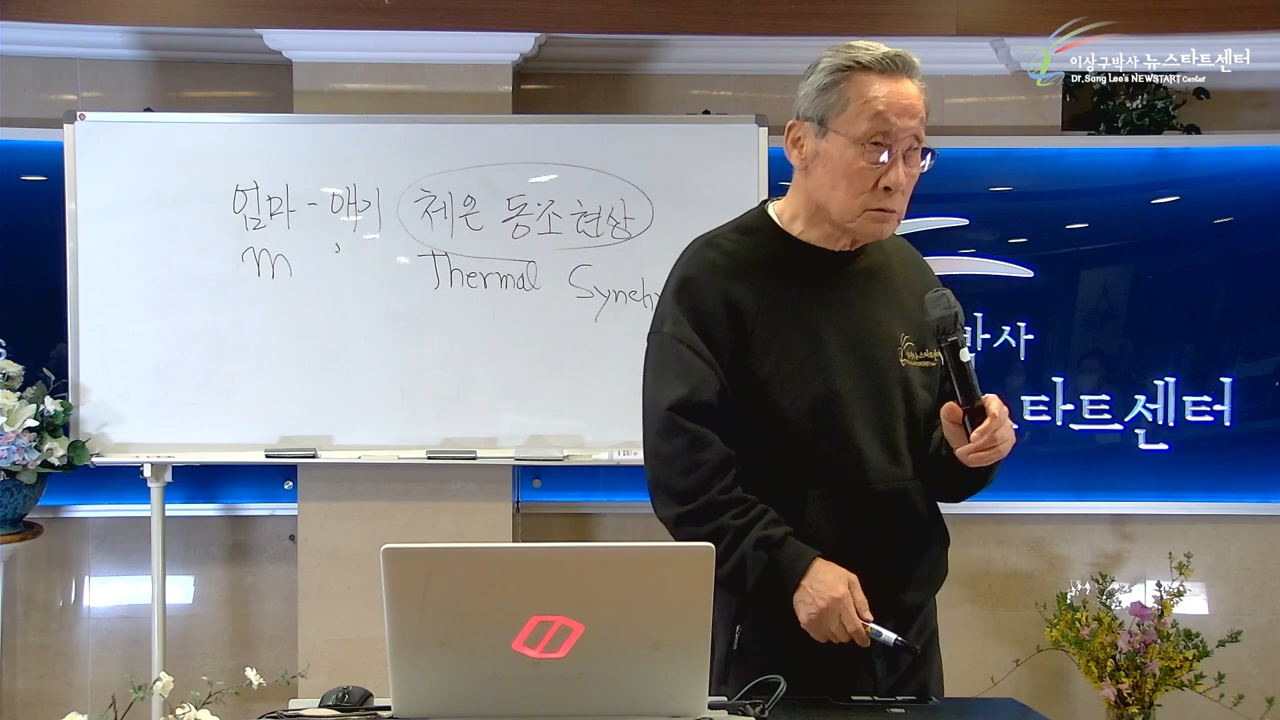 이상구박사 뉴스타트센터
Dr. Sang Lee's NEWSTART Center
엄마 - 애기 체온 동조현상
m
Thermal Synchr
박사
스타트센터